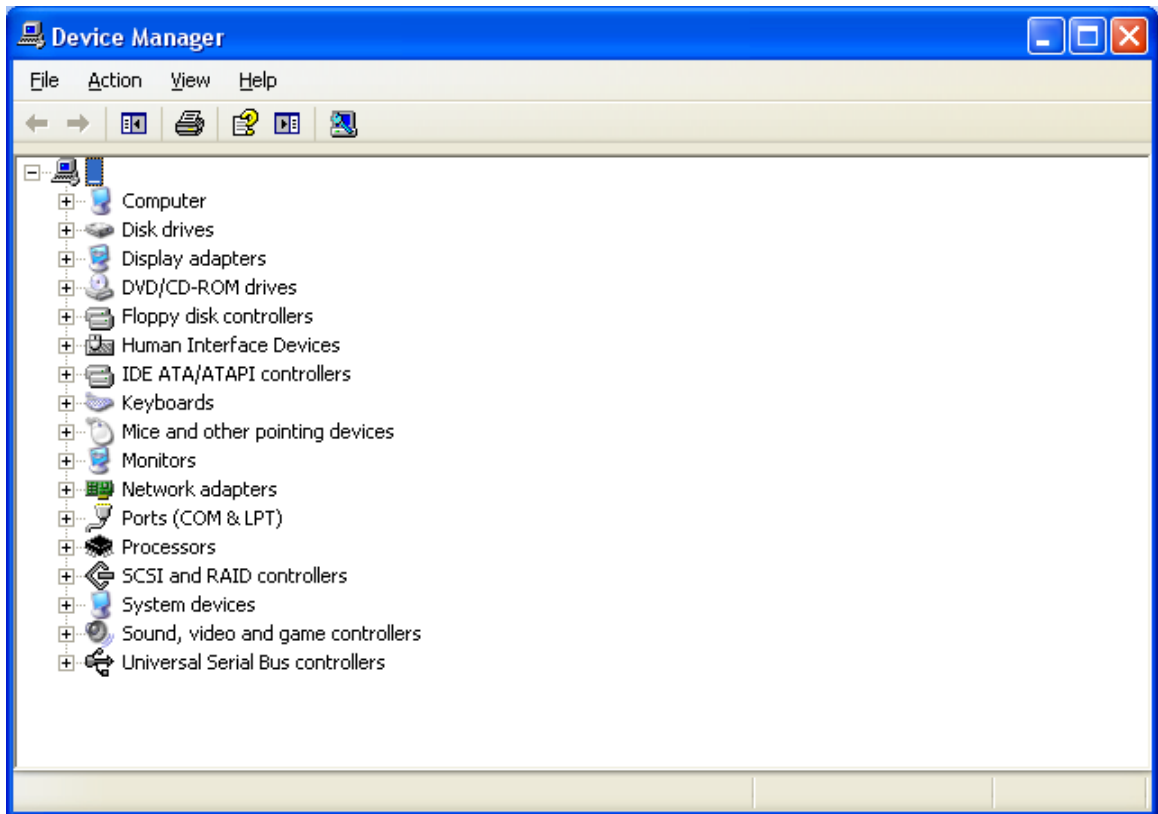 Device Manager
File Action View Help
Computer
Disk drives
Display adapters
DVD/CD-ROM drives
Floppy disk controllers
Human Interface Devices
IDE ATA/ATAPI controllers
Keyboards
Mice and other pointing devices
Monitors
Network adapters
Ports (COM & LPT)
Processors
SCSI and RAID controllers
System devices
Sound, video and game controllers
Universal Serial Bus controllers